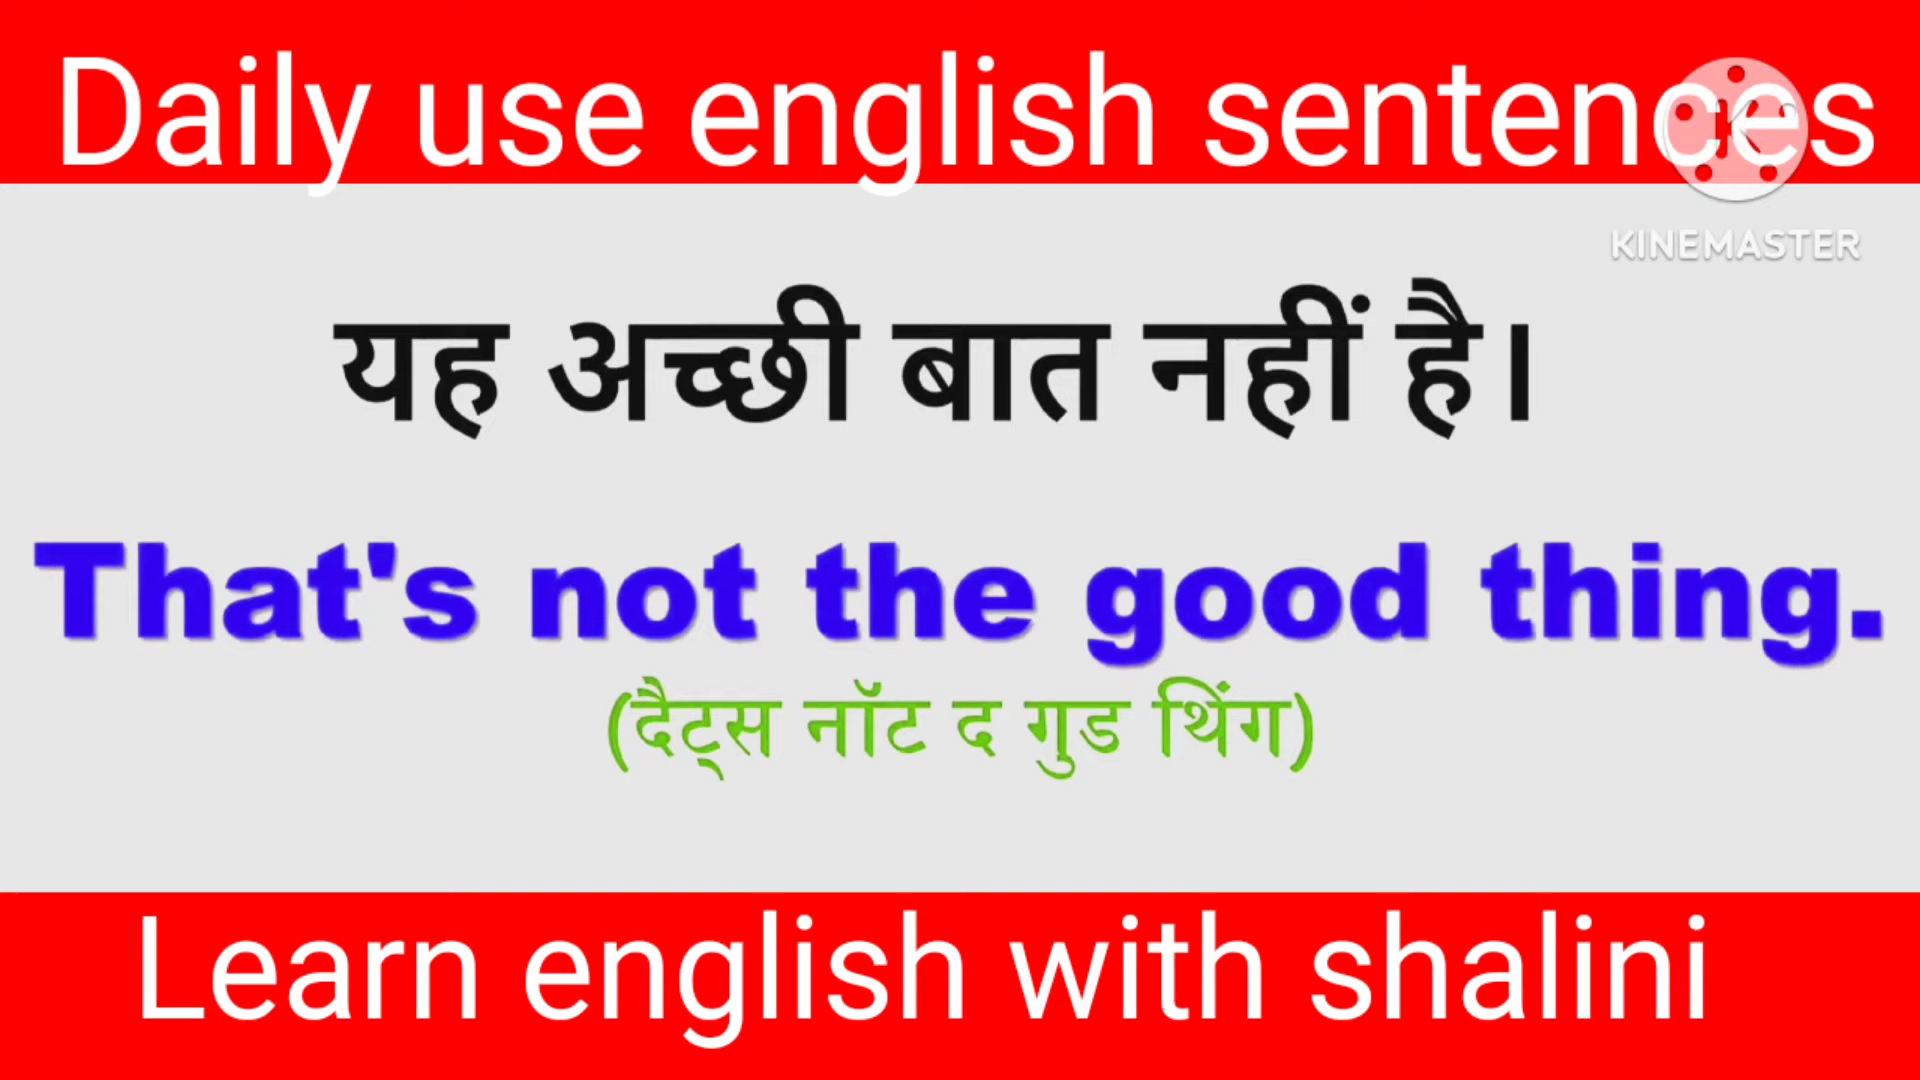 Daily use english sentences
KINEMASTER
यह अच्छी बात नहीं है।
That's not the good thing.
(दैट्स नॉट द गुड थिंग)
Learn english with shalini